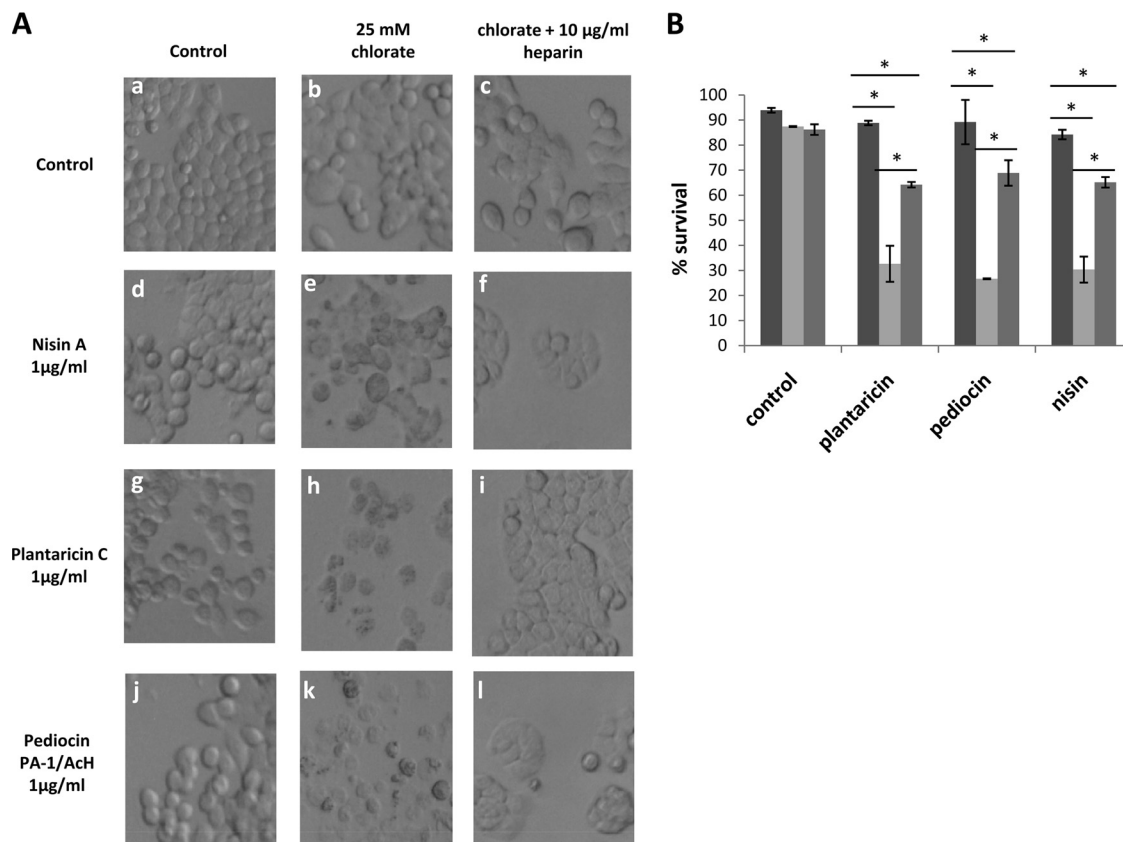 A
Control
25 mM
chlorate
chlorate + 10 µg/ml
heparin
Control
a
b
c
Nisin A
1µg/ml
d
e
f
Plantaricin C
1µg/ml
g
h
i
Pediocin
PA-1/AcH
1µg/ml
j
k
l
B
% survival
100
90
80
70
60
50
40
30
20
10
0
*
*
*
*
*
*
*
*
*
control
plantaricin
pediocin
nisin